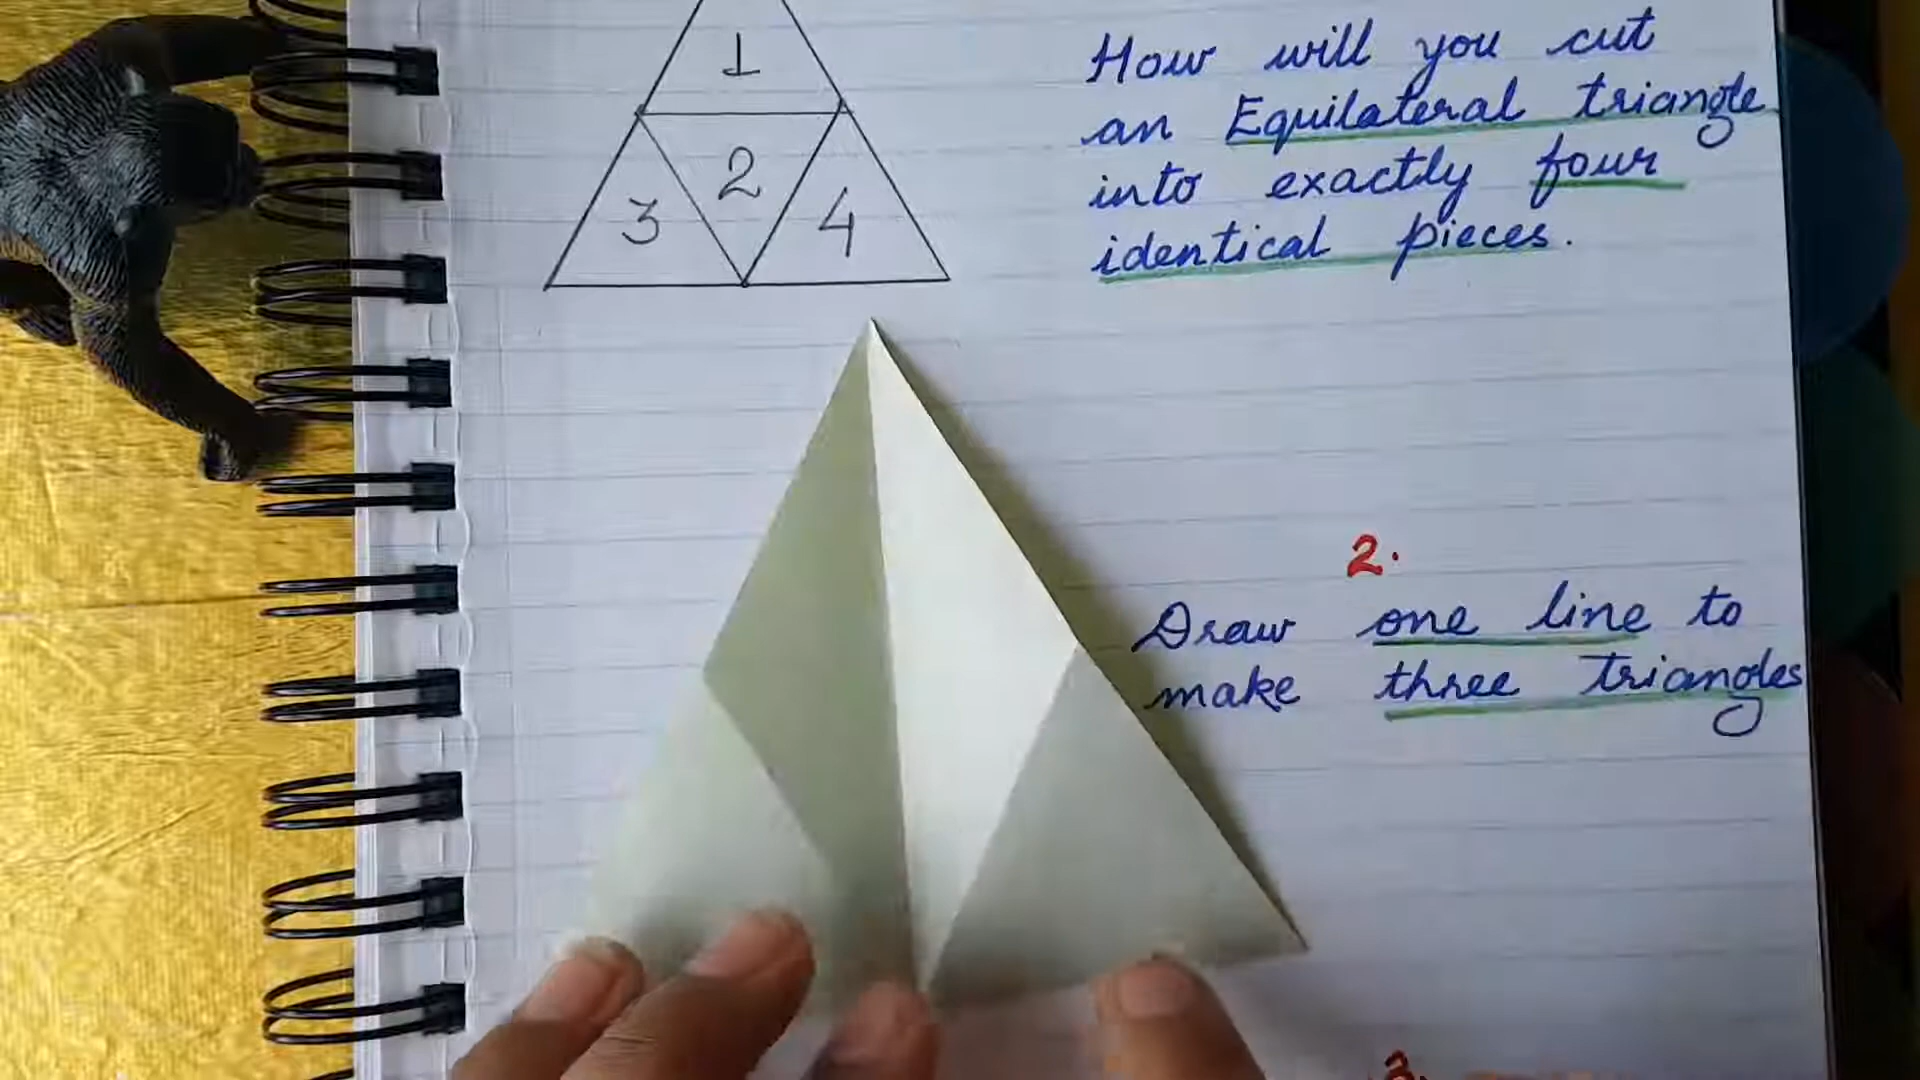 1
2
3
4
How will you cut
an Equilateral triangle
into exactly four
identical pieces.
2.
Draw one line to
make three triangles
3.